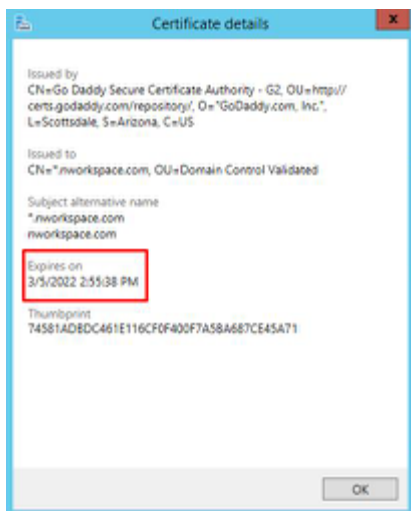 Certificate details
x
Issued by
CN=Go Daddy Secure Certificate Authority - G2, OU=http://
certs.godaddy.com/repository/, O="GoDaddy.com, Inc.",
L=Scottsdale, S=Arizona, C=US
Issued to
CN=*.nworkspace.com, OU=Domain Control Validated
Subject alternative name
*.nworkspace.com
nworkspace.com
Expires on
3/5/2022 2:55:38 PM
Thumbprint
74581ADBDC461E116CF0F400F7A5BA687CE45A71
OK